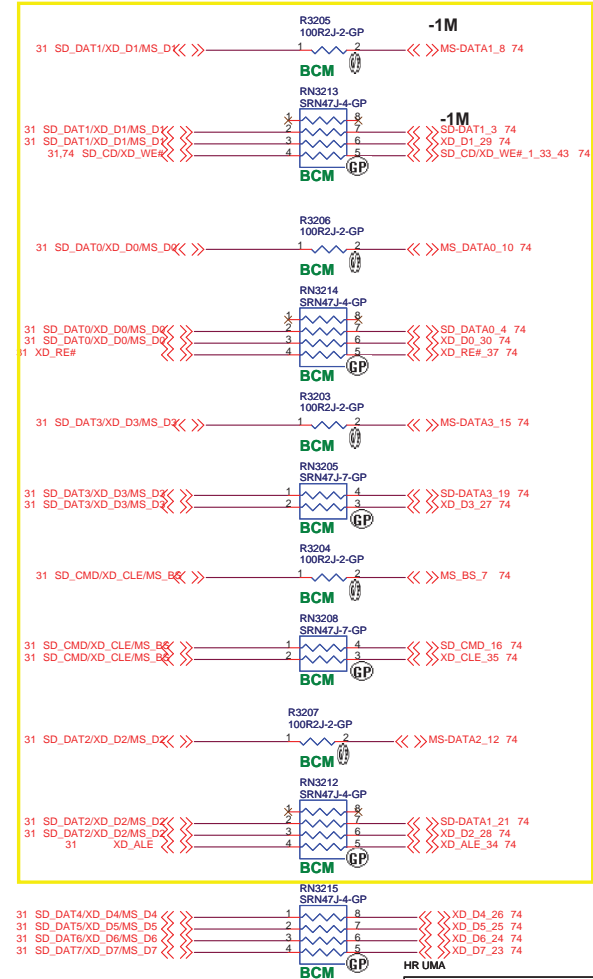 R3205
100R2J-2-GP
-1M
31 SD_DAT1/XD_D1/MS_D1 1 2 MS-DATA1_8 74
BCM
RN3213
SRN47J-4-GP
-1M
1 8
31 SD_DAT1/XD_D1/MS_D1 2 7 SD-DAT1_3 74
31 SD_DAT1/XD_D1/MS_D1 3 6 XD_D1_29 74
31,74 SD_CD/XD_WE# 4 5 SD_CD/XD_WE#_1_33_43 74
BCM GP
R3206
100R2J-2-GP
31 SD_DAT0/XD_D0/MS_D0 1 2 MS_DATA0_10 74
BCM
RN3214
SRN47J-4-GP
1 8
31 SD_DAT0/XD_D0/MS_D0 2 7 SD_DATA0_4 74
31 SD_DAT0/XD_D0/MS_D0 3 6 XD_D0_30 74
31 XD_RE# 4 5 XD_RE#_37 74
BCM GP
R3203
100R2J-2-GP
31 SD_DAT3/XD_D3/MS_D3 1 2 MS-DATA3_15 74
BCM
RN3205
SRN47J-7-GP
31 SD_DAT3/XD_D3/MS_D3 1 4 SD-DATA3_19 74
31 SD_DAT3/XD_D3/MS_D3 2 3 XD_D3_27 74
BCM GP
R3204
100R2J-2-GP
31 SD_CMD/XD_CLE/MS_BS 1 2 MS_BS_7 74
BCM
RN3208
SRN47J-7-GP
31 SD_CMD/XD_CLE/MS_BS 1 4 SD_CMD_16 74
31 SD_CMD/XD_CLE/MS_BS 2 3 XD_CLE_35 74
BCM GP
R3207
100R2J-2-GP
31 SD_DAT2/XD_D2/MS_D2 1 2 MS-DATA2_12 74
BCM
RN3212
SRN47J-4-GP
1 8
31 SD_DAT2/XD_D2/MS_D2 2 7 SD-DATA1_21 74
31 SD_DAT2/XD_D2/MS_D2 3 6 XD_D2_28 74
31 XD_ALE 4 5 XD_ALE_34 74
BCM GP
RN3215
SRN47J-4-GP
31 SD_DAT4/XD_D4/MS_D4 1 8 XD_D4_26 74
31 SD_DAT5/XD_D5/MS_D5 2 7 XD_D5_25 74
31 SD_DAT6/XD_D6/MS_D6 3 6 XD_D6_24 74
31 SD_DAT7/XD_D7/MS_D7 4 5 XD_D7_23 74
BCM GP
HR UMA